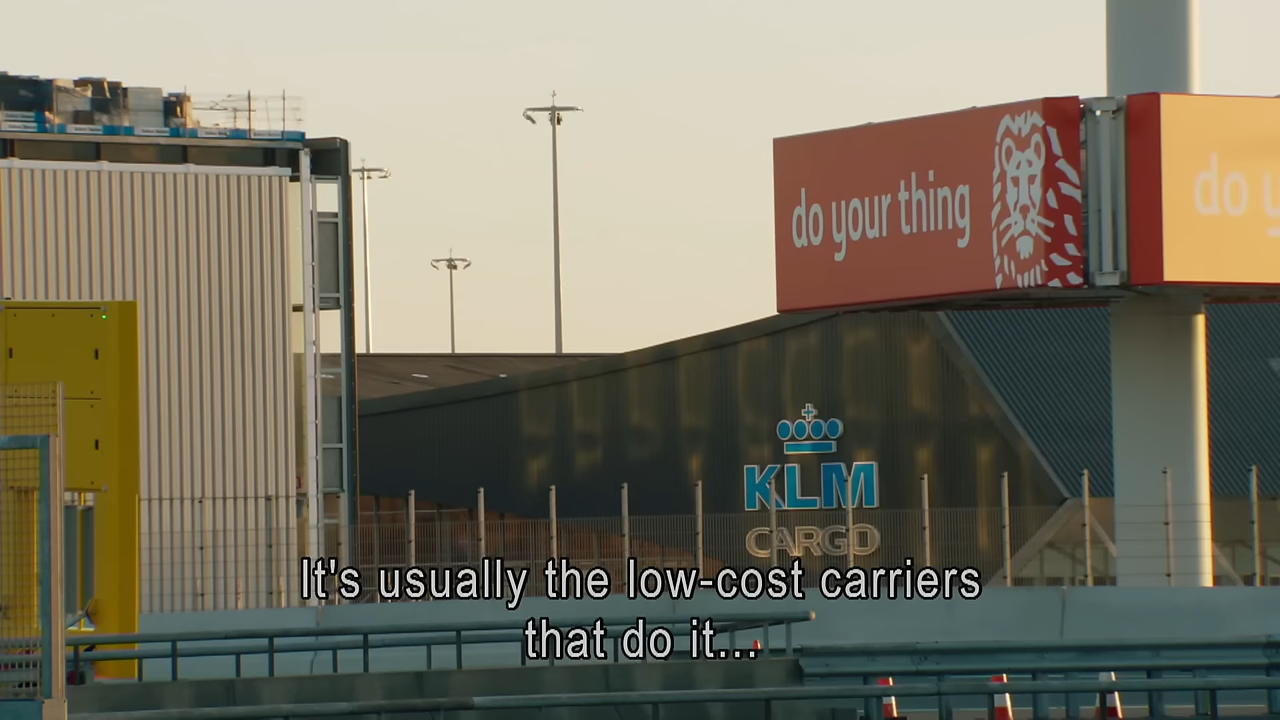 do your thing
do y
KLM
CARGO
It's usually the low-cost carriers
that do it...